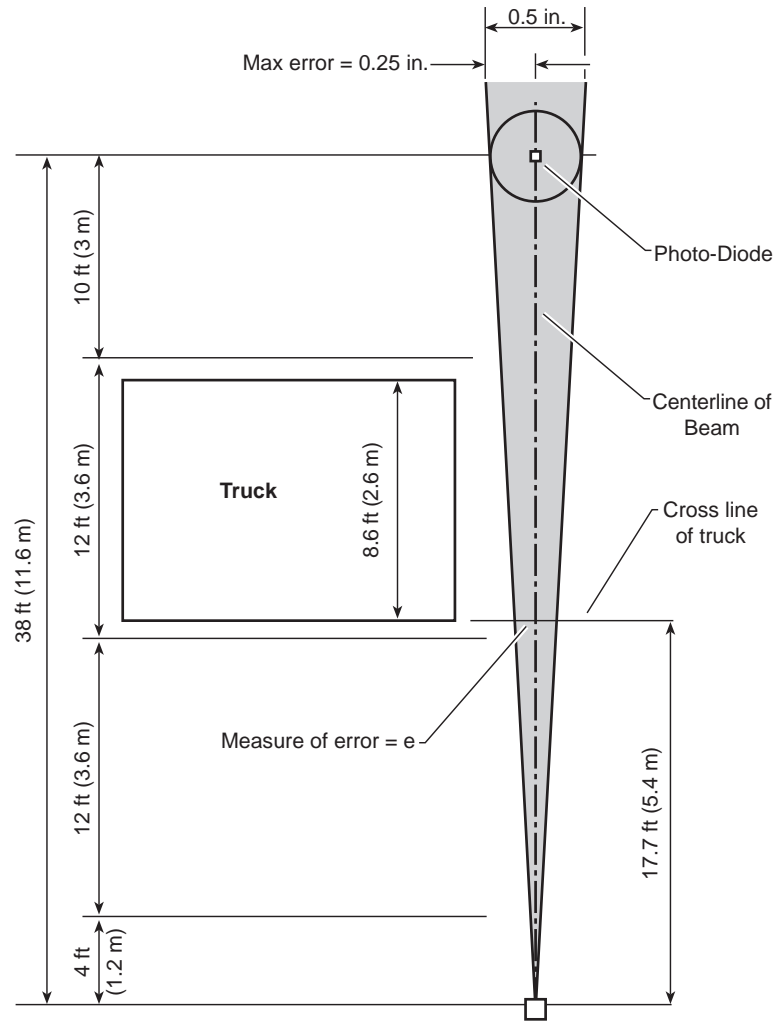 0.5 in.
Max error = 0.25 in.
10 ft (3 m)
Photo-Diode
Centerline of
Beam
12 ft (3.6 m)
Truck
8.6 ft (2.6 m)
Cross line
of truck
38 ft (11.6 m)
Measure of error = e
12 ft (3.6 m)
17.7 ft (5.4 m)
4 ft
(1.2 m)